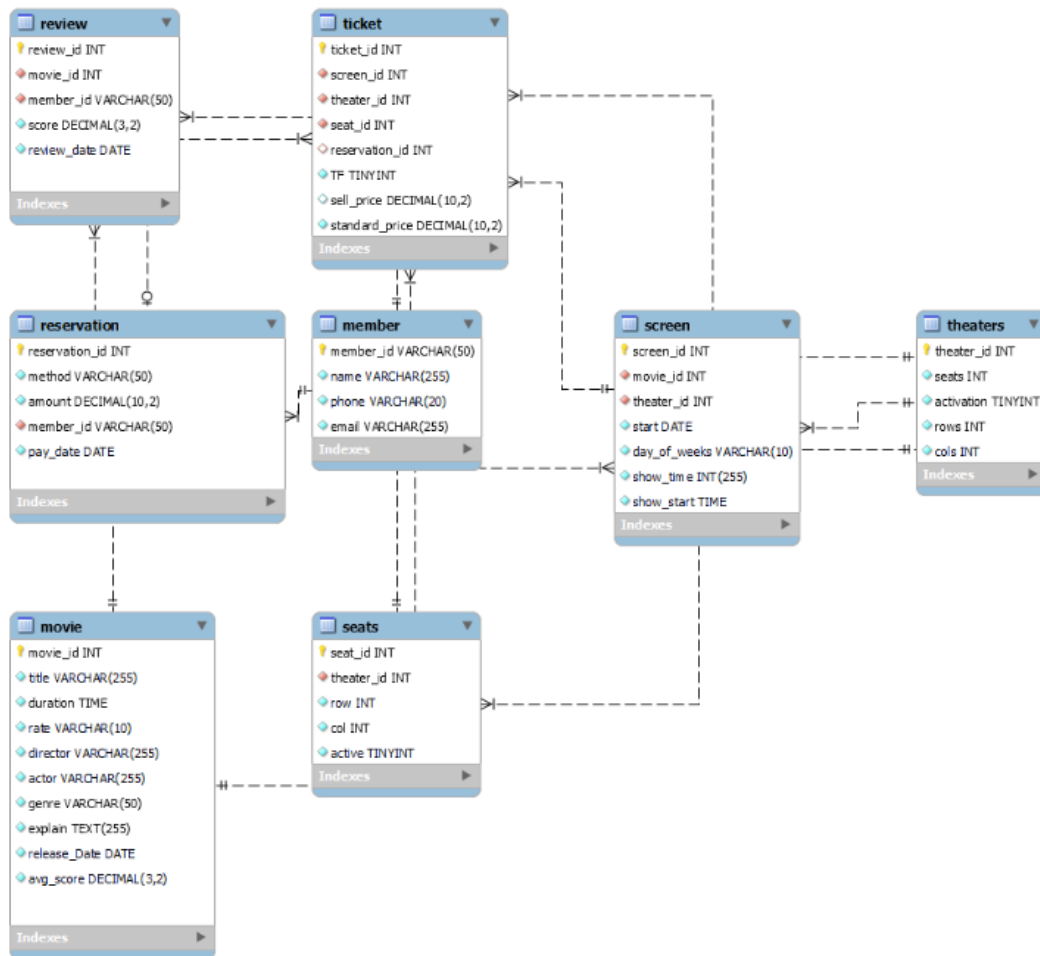 review
review_id INT
movie_id INT
member_id VARCHAR(50)
score DECIMAL(3,2)
review_date DATE
Indexes
ticket
ticket_id INT
screen_id INT
theater_id INT
seat_id INT
reservation_id INT
TF TINYINT
sell_price DECIMAL(10,2)
standard_price DECIMAL(10,2)
Indexes
reservation
reservation_id INT
method VARCHAR(50)
amount DECIMAL(10,2)
member_id VARCHAR(50)
pay_date DATE
Indexes
member
member_id VARCHAR(50)
name VARCHAR(255)
phone VARCHAR(20)
email VARCHAR(255)
Indexes
screen
screen_id INT
movie_id INT
theater_id INT
start DATE
day_of_weeks VARCHAR(10)
show_time INT(255)
show_start TIME
Indexes
theaters
theater_id INT
seats INT
activation TINYINT
rows INT
cols INT
Indexes
movie
movie_id INT
title VARCHAR(255)
duration TIME
rate VARCHAR(10)
director VARCHAR(255)
actor VARCHAR(255)
genre VARCHAR(50)
explain TEXT(255)
release_Date DATE
avg_score DECIMAL(3,2)
Indexes
seats
seat_id INT
theater_id INT
row INT
col INT
active TINYINT
Indexes